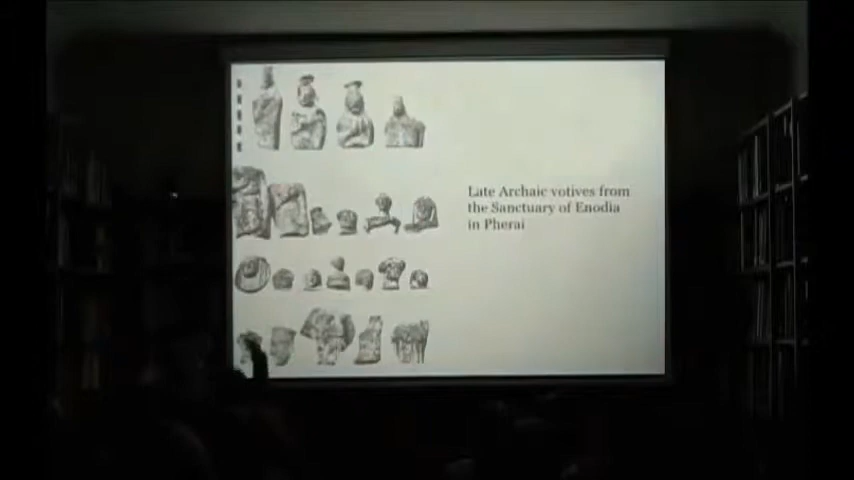 Late Archaic votives from
the Sanctuary of Enodia
in Pherai